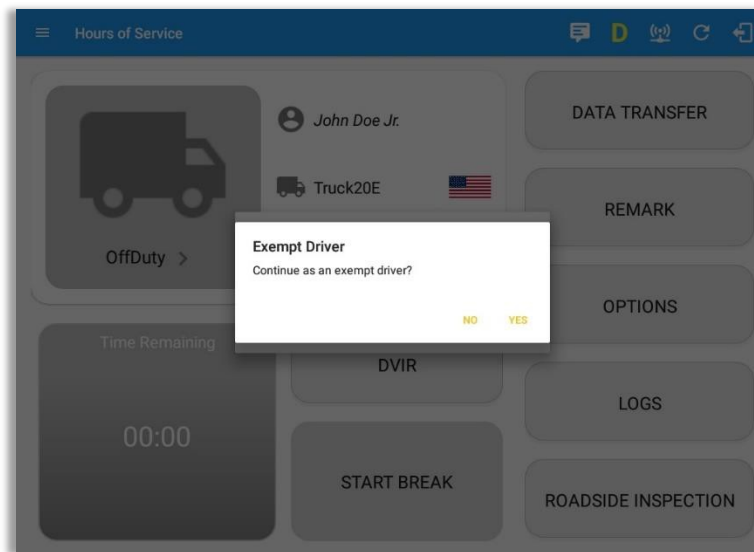 Hours of Service
D
John Doe Jr.
Truck20E
OffDuty >
DATA TRANSFER
REMARK
Exempt Driver
Continue as an exempt driver?
NO YES
OPTIONS
Time Remaining
00:00
DVIR
LOGS
START BREAK
ROADSIDE INSPECTION